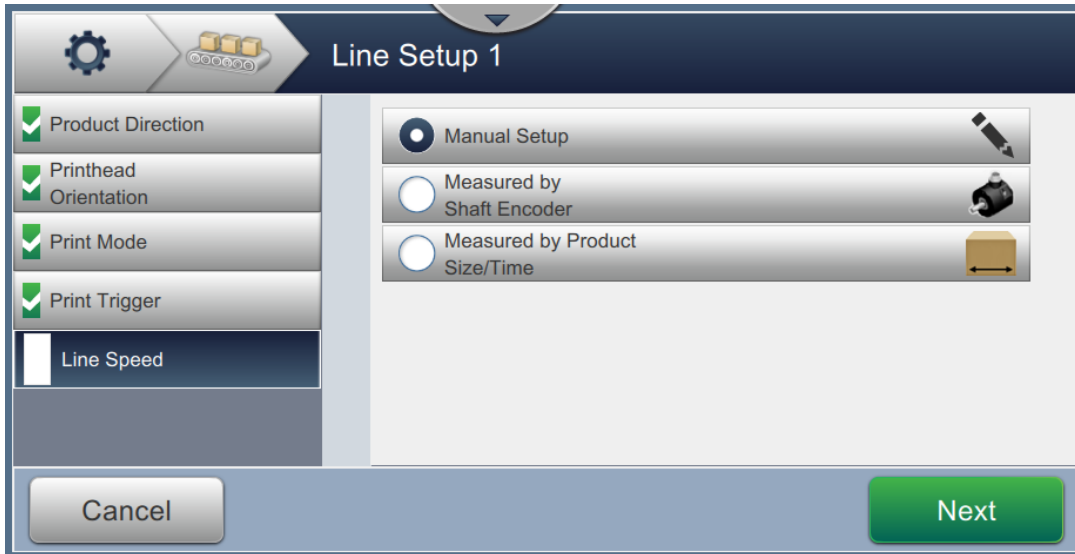 Line Setup 1
Product Direction
Printhead
Orientation
Print Mode
Print Trigger
Line Speed
Manual Setup
Measured by
Shaft Encoder
Measured by Product
Size/Time
Cancel
Next